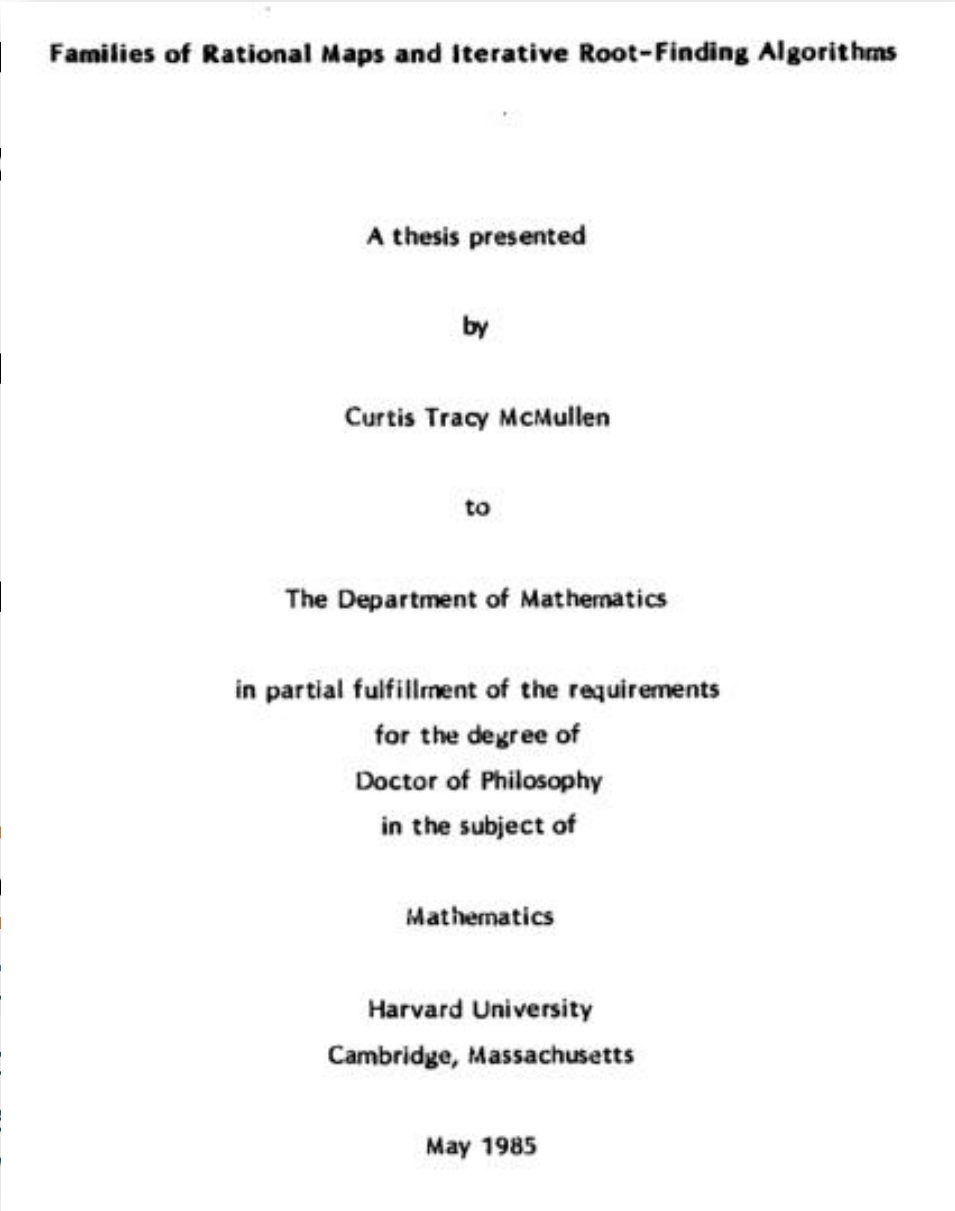 Families of Rational Maps and Iterative Root-Finding Algorithms
A thesis presented
by
Curtis Tracy McMullen
to
The Department of Mathematics
in partial fulfillment of the requirements
for the degree of
Doctor of Philosophy
in the subject of
Mathematics
Harvard University
Cambridge, Massachusetts
May 1985